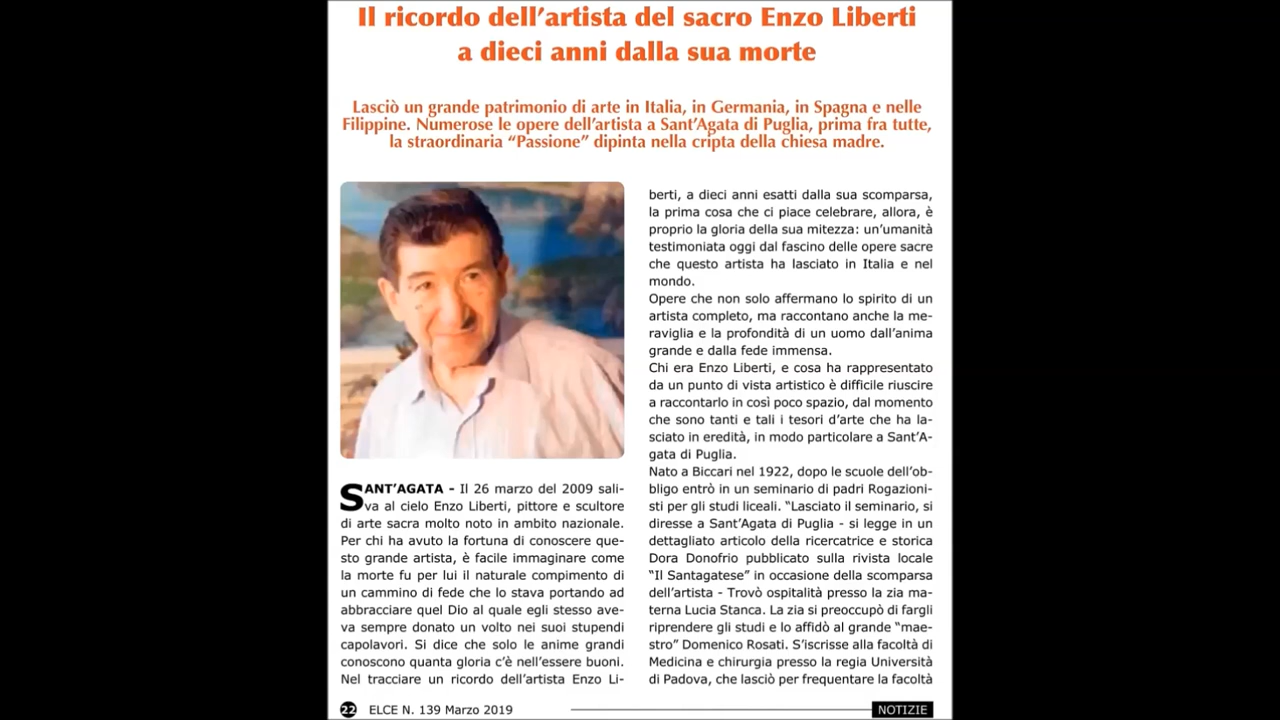 Il ricordo dell’artista del sacro Enzo Liberti
a dieci anni dalla sua morte
Lasciò un grande patrimonio di arte in Italia, in Germania, in Spagna e nelle
Filippine. Numerose le opere dell’artista a Sant’Agata di Puglia, prima fra tutte,
la straordinaria “Passione” dipinta nella cripta della chiesa madre.
SANT’AGATA - Il 26 marzo del 2009 sali-
va al cielo Enzo Liberti, pittore e scultore
di arte sacra molto noto in ambito nazionale.
Per chi ha avuto la fortuna di conoscere que-
sto grande artista, è facile immaginare come
la morte fu per lui il naturale compimento di
un cammino di fede che lo stava portando ad
abbracciare quel Dio al quale egli stesso ave-
va sempre donato un volto nei suoi stupendi
capolavori. Si dice che solo le anime grandi
conoscono quanta gloria c’è nell’essere buoni.
Nel tracciare un ricordo dell’artista Enzo Li-
berti, a dieci anni esatti dalla sua scomparsa,
la prima cosa che ci piace celebrare, allora, è
proprio la gloria della sua mitezza: un’umanità
testimoniata oggi dal fascino delle opere sacre
che questo artista ha lasciato in Italia e nel
mondo.
Opere che non solo affermano lo spirito di un
artista completo, ma raccontano anche la me-
raviglia e la profondità di un uomo dall’anima
grande e dalla fede immensa.
Chi era Enzo Liberti, e cosa ha rappresentato
da un punto di vista artistico è difficile riuscire
a raccontarlo in così poco spazio, dal momento
che sono tanti e tali i tesori d’arte che ha la-
sciato in eredità, in modo particolare a Sant’A-
gata di Puglia.
Nato a Biccari nel 1922, dopo le scuole dell’ob-
bligo entrò in un seminario di padri Rogazioni-
sti per gli studi liceali. “Lasciato il seminario, si
diresse a Sant’Agata di Puglia - si legge in un
dettagliato articolo della ricercatrice e storica
Dora Donofrio pubblicato sulla rivista locale
“Il Santagatese” in occasione della scomparsa
dell’artista - Trovò ospitalità presso la zia ma-
terna Lucia Stanca. La zia si preoccupò di fargli
riprendere gli studi e lo affidò al grande “mae-
stro” Domenico Rosati. S’iscrisse alla facoltà di
Medicina e chirurgia presso la regia Università
di Padova, che lasciò per frequentare la facoltà
22 ELCE N. 139 Marzo 2019 NOTIZIE